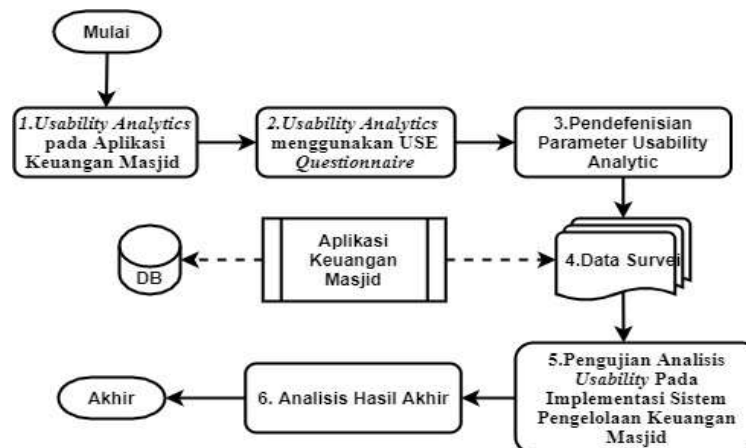 Mulai
1.Usability Analytics
pada Aplikasi
Keuangan Masjid
2.Usability Analytics
menggunakan USE
Questionnaire
3.Pendefenisian
Parameter Usability
Analytic
DB
Aplikasi
Keuangan
Masjid
4.Data Survei
5.Pengujian Analisis
Usability Pada
Implementasi Sistem
Pengelolaan Keuangan
Masjid
6. Analisis Hasil Akhir
Akhir